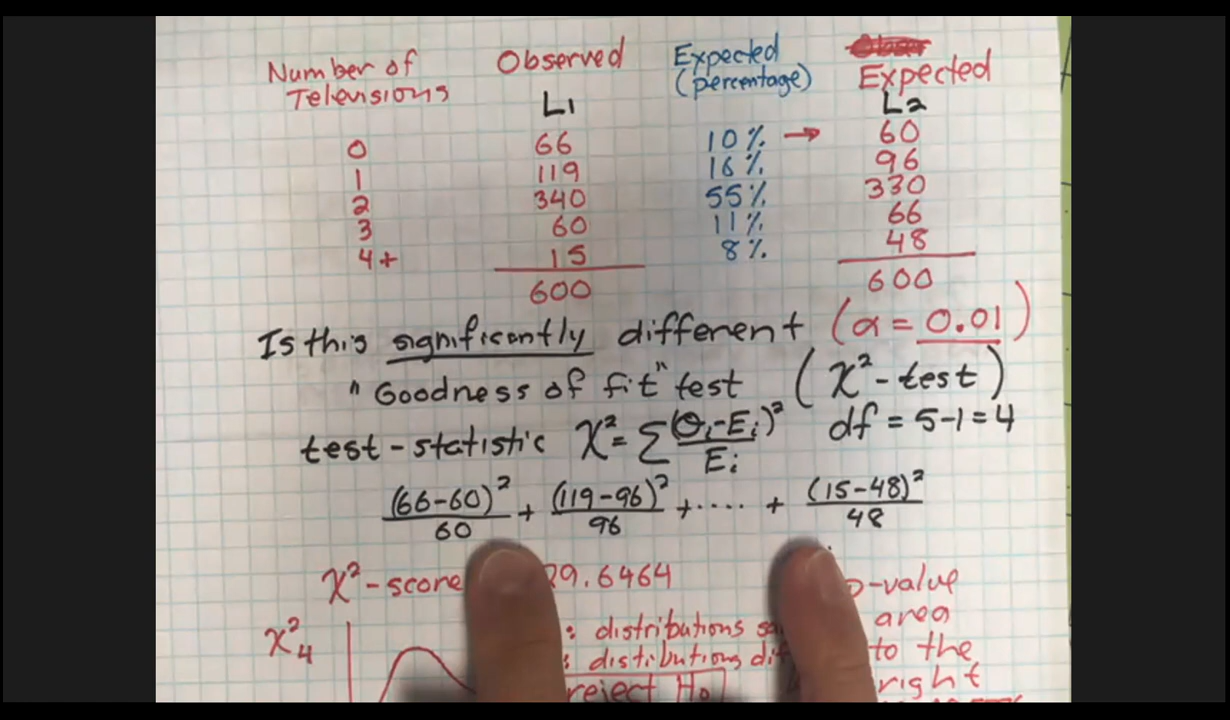 Number of Televisions Observed Expected (percentage) Expected
L1 L2
0 66 10% → 60
1 119 16% 96
2 340 55% 330
3 60 11% 66
4+ 15 8% 48
600 600
Is this significantly different (α = 0.01)
"Goodness of fit" test (χ²-test)
test-statistic χ² = Σ (Oᵢ-Eᵢ)²/Eᵢ df = 5-1=4
(66-60)²/60 + (119-96)²/96 + ..... + (15-48)²/48
χ²-score 29.6464 p-value
χ²₄ : distributions area
: distributions to the
reject H₀ right